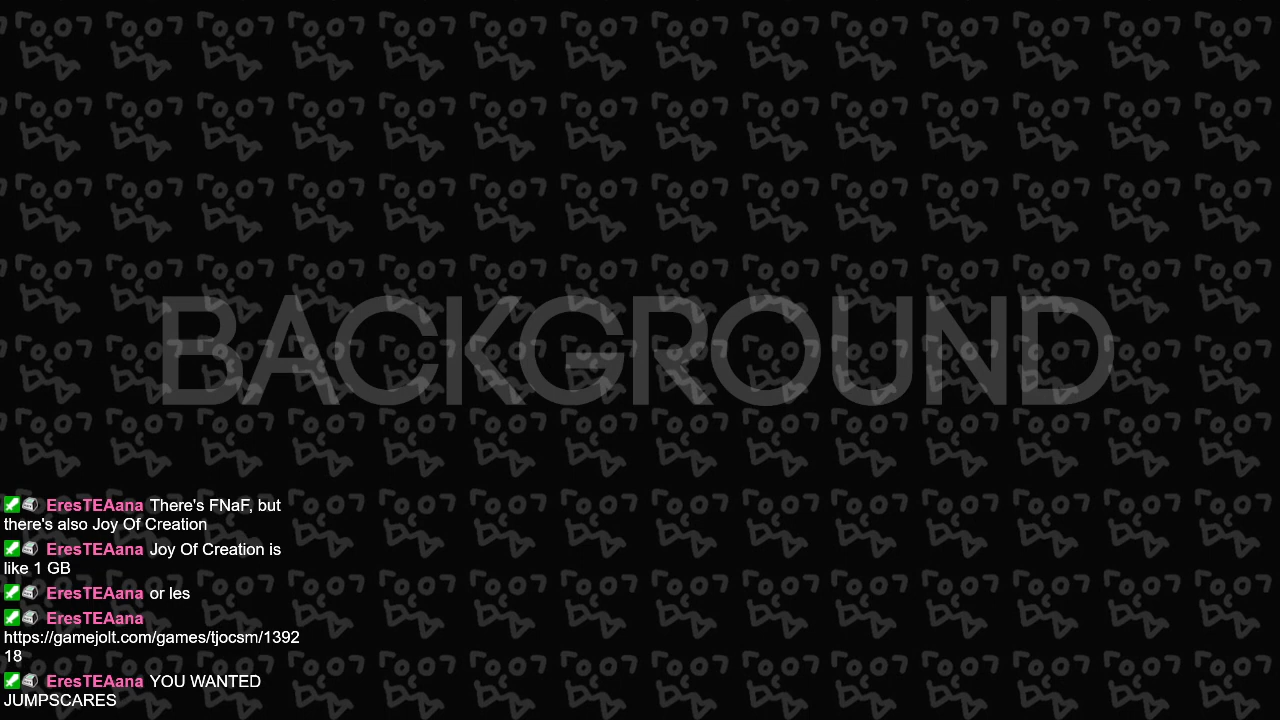 BACKGROUND
EresTEAana There's FNaF, but
there's also Joy Of Creation
EresTEAana Joy Of Creation is
like 1 GB
EresTEAana or les
EresTEAana
https://gamejolt.com/games/tjocsm/1392
18
EresTEAana YOU WANTED
JUMPSCARES